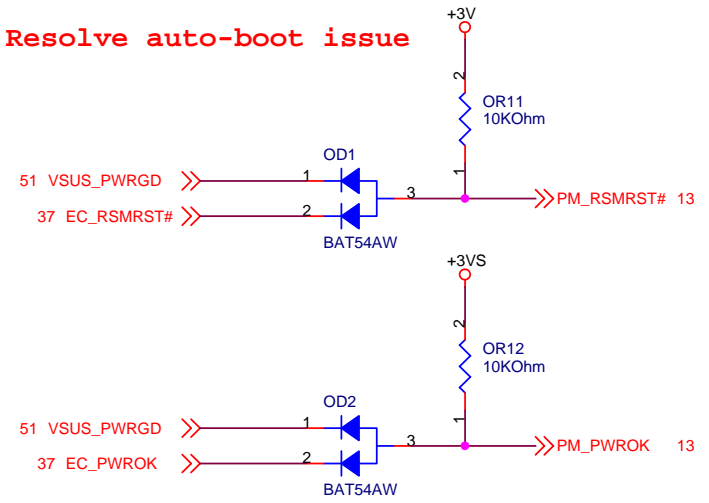 Resolve auto-boot issue
+3V
2
OR11
10KOhm
1
OD1
51 VSUS_PWRGD 1
3
PM_RSMRST# 13
37 EC_RSMRST# 2
BAT54AW
+3VS
2
OR12
10KOhm
1
OD2
51 VSUS_PWRGD 1
3
PM_PWROK 13
37 EC_PWROK 2
BAT54AW